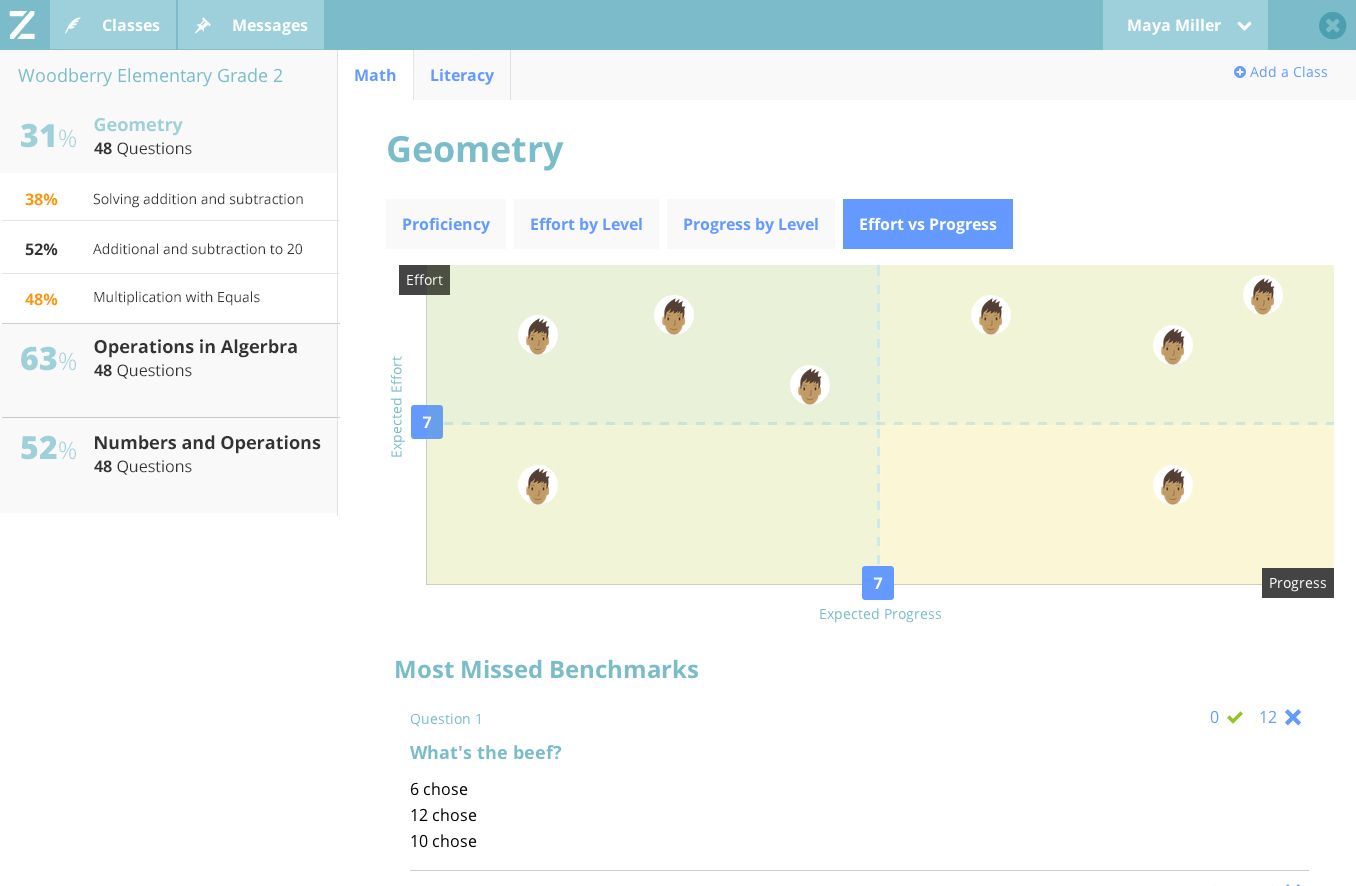 Z Classes Messages Maya Miller
Woodberry Elementary Grade 2
Math Literacy
Add a Class
31% Geometry
48 Questions
38% Solving addition and subtraction
52% Additional and subtraction to 20
48% Multiplication with Equals
63% Operations in Algerbra
48 Questions
52% Numbers and Operations
48 Questions
Geometry
Proficiency Effort by Level Progress by Level Effort vs Progress
Effort
Expected Effort
7
7
Progress
Expected Progress
Most Missed Benchmarks
Question 1
0 12
What's the beef?
6 chose
12 chose
10 chose